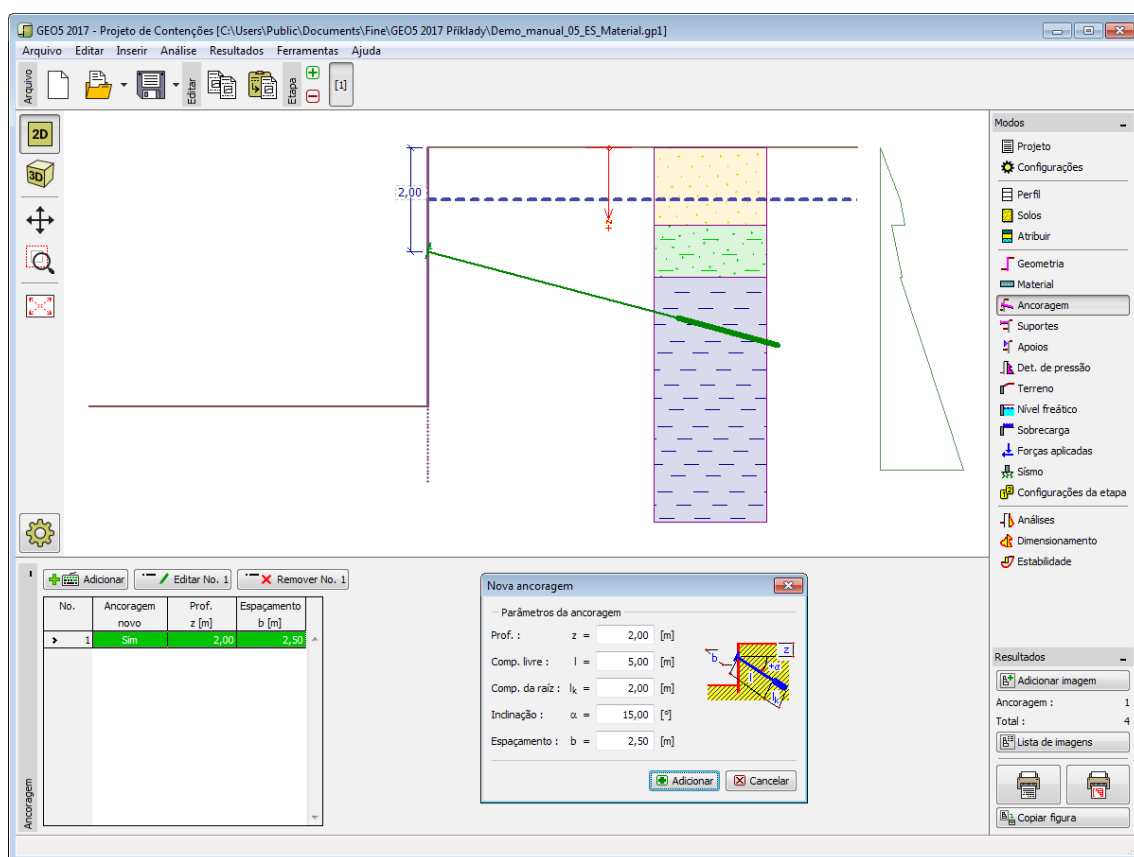 GEO5 2017 - Projeto de Contenções [C:\Users\Public\Documents\Fine\GEO5 2017 Příklady\Demo_manual_05_ES_Material.gp1]
Arquivo Editar Inserir Análise Resultados Ferramentas Ajuda
Arquivo
Editar
Etapa
[1]
2D
3D
2,00
+z
Modos
Projeto
Configurações
Perfil
Solos
Atribuir
Geometria
Material
Ancoragem
Suportes
Apoios
Det. de pressão
Terreno
Nível freático
Sobrecarga
Forças aplicadas
Sísmo
Configurações da etapa
Análises
Dimensionamento
Estabilidade
Adicionar Editar No. 1 Remover No. 1
No. Ancoragem Prof. Espaçamento
novo z [m] b [m]
1 Sim 2,00 2,50
Ancoragem
Nova ancoragem
Parâmetros da ancoragem
Prof. : z = 2,00 [m]
Comp. livre : l = 5,00 [m]
Comp. da raíz : lk = 2,00 [m]
Inclinação : α = 15,00 [°]
Espaçamento : b = 2,50 [m]
b z +α l lk
Adicionar Cancelar
Resultados
Adicionar imagem
Ancoragem : 1
Total : 4
Lista de imagens
Copiar figura